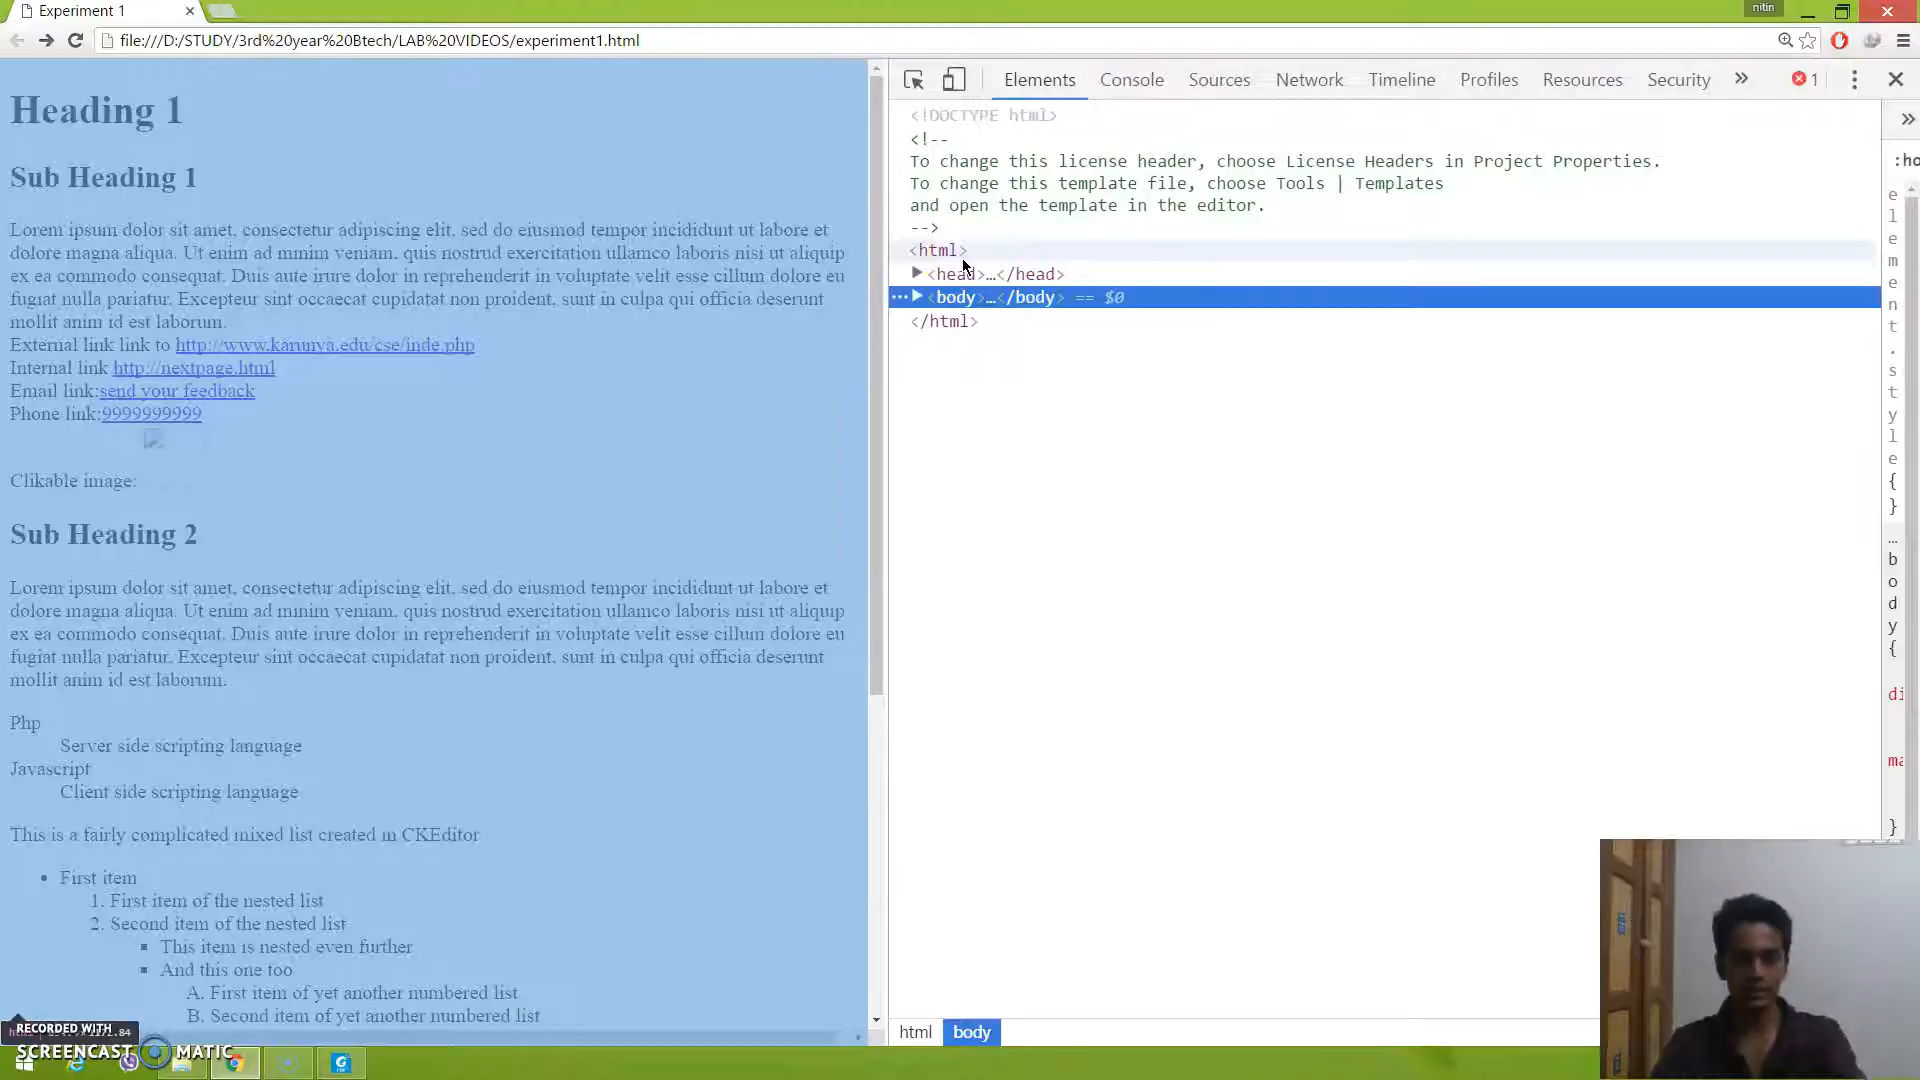 Experiment 1
nitin
file:///D:/STUDY/3rd%20year%20Btech/LAB%20VIDEOS/experiment1.html
Heading 1
Sub Heading 1
Lorem ipsum dolor sit amet, consectetur adipiscing elit, sed do eiusmod tempor incididunt ut labore et
dolore magna aliqua. Ut enim ad minim veniam, quis nostrud exercitation ullamco laboris nisi ut aliquip
ex ea commodo consequat. Duis aute irure dolor in reprehenderit in voluptate velit esse cillum dolore eu
fugiat nulla pariatur. Excepteur sint occaecat cupidatat non proident, sunt in culpa qui officia deserunt
mollit anim id est laborum.
External link link to http://www.karunya.edu/cse/inde.php
Internal link http://nextpage.html
Email link:send your feedback
Phone link:9999999999
Clikable image:
Sub Heading 2
Lorem ipsum dolor sit amet, consectetur adipiscing elit, sed do eiusmod tempor incididunt ut labore et
dolore magna aliqua. Ut enim ad minim veniam, quis nostrud exercitation ullamco laboris nisi ut aliquip
ex ea commodo consequat. Duis aute irure dolor in reprehenderit in voluptate velit esse cillum dolore eu
fugiat nulla pariatur. Excepteur sint occaecat cupidatat non proident, sunt in culpa qui officia deserunt
mollit anim id est laborum.
Php
Server side scripting language
Javascript
Client side scripting language
This is a fairly complicated mixed list created in CKEditor
• First item
1. First item of the nested list
2. Second item of the nested list
▪ This item is nested even further
▪ And this one too
A. First item of yet another numbered list
B. Second item of yet another numbered list
RECORDED WITH
SCREENCAST MATIC
Elements Console Sources Network Timeline Profiles Resources Security » 1
<!DOCTYPE html>
<!--
To change this license header, choose License Headers in Project Properties.
To change this template file, choose Tools | Templates
and open the template in the editor.
-->
<html>
<head>…</head>
<body>…</body> == $0
</html>
html body
»
:ho
e
l
e
m
e
n
t
.
s
t
y
l
e
{
}
…
b
o
d
y
{
di
ma
}